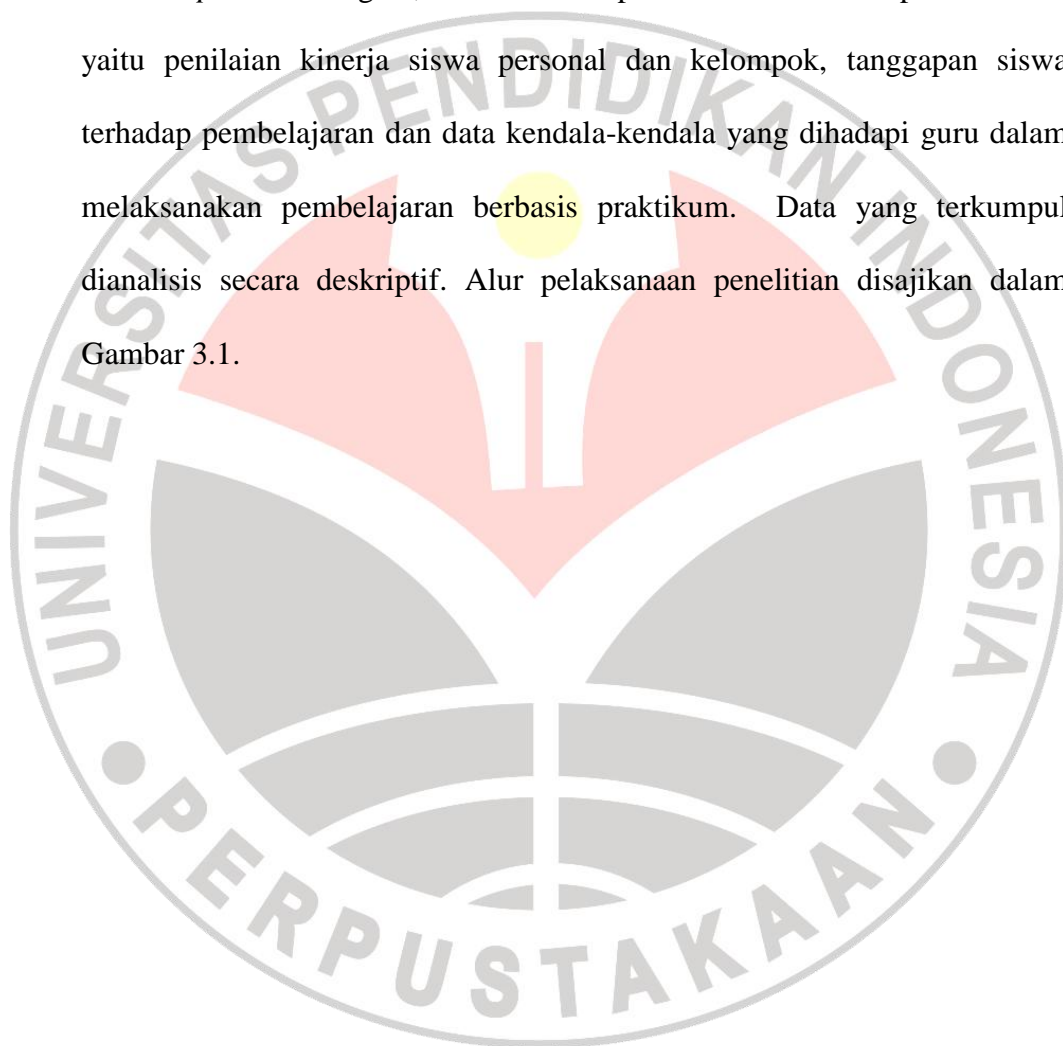 yaitu penilaian kinerja siswa personal dan kelompok, tanggapan siswa
terhadap pembelajaran dan data kendala-kendala yang dihadapi guru dalam
melaksanakan pembelajaran berbasis praktikum. Data yang terkumpul
dianalisis secara deskriptif. Alur pelaksanaan penelitian disajikan dalam
Gambar 3.1.
UNIVERSITAS PENDIDIKAN INDONESIA
PERPUSTAKAAN